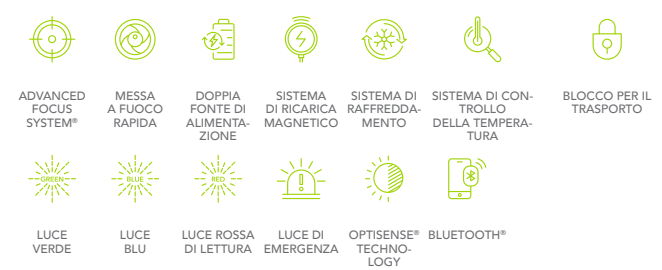 ADVANCED
FOCUS
SYSTEM®
MESSA
A FUOCO
RAPIDA
DOPPIA
FONTE DI
ALIMENTA-
ZIONE
SISTEMA
DI RICARICA
MAGNETICO
SISTEMA DI
RAFFREDDA-
MENTO
SISTEMA DI CON-
TROLLO
DELLA TEMPERA-
TURA
BLOCCO PER IL
TRASPORTO
GREEN
LUCE
VERDE
BLUE
LUCE
BLU
RED
LUCE ROSSA
DI LETTURA
LUCE DI
EMERGENZA
OPTISENSE®
TECHNO-
LOGY
BLUETOOTH®